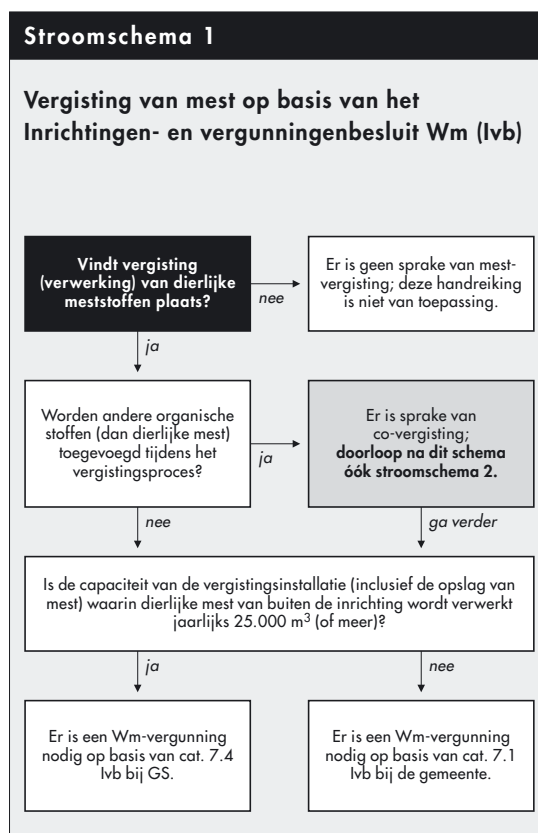 Stroomschema 1
Vergisting van mest op basis van het
Inrichtingen- en vergunningenbesluit Wm (Ivb)
Vindt vergisting
(verwerking) van dierlijke
meststoffen plaats?
nee
Er is geen sprake van mest-
vergisting; deze handreiking
is niet van toepassing.
ja
Worden andere organische
stoffen (dan dierlijke mest)
toegevoegd tijdens het
vergistingsproces?
ja
Er is sprake van
co-vergisting;
doorloop na dit schema
óók stroomschema 2.
nee
ga verder
Is de capaciteit van de vergistingsinstallatie (inclusief de opslag van
mest) waarin dierlijke mest van buiten de inrichting wordt verwerkt
jaarlijks 25.000 m³ (of meer)?
ja
nee
Er is een Wm-vergunning
nodig op basis van cat. 7.4
Ivb bij GS.
Er is een Wm-vergunning
nodig op basis van cat. 7.1
Ivb bij de gemeente.